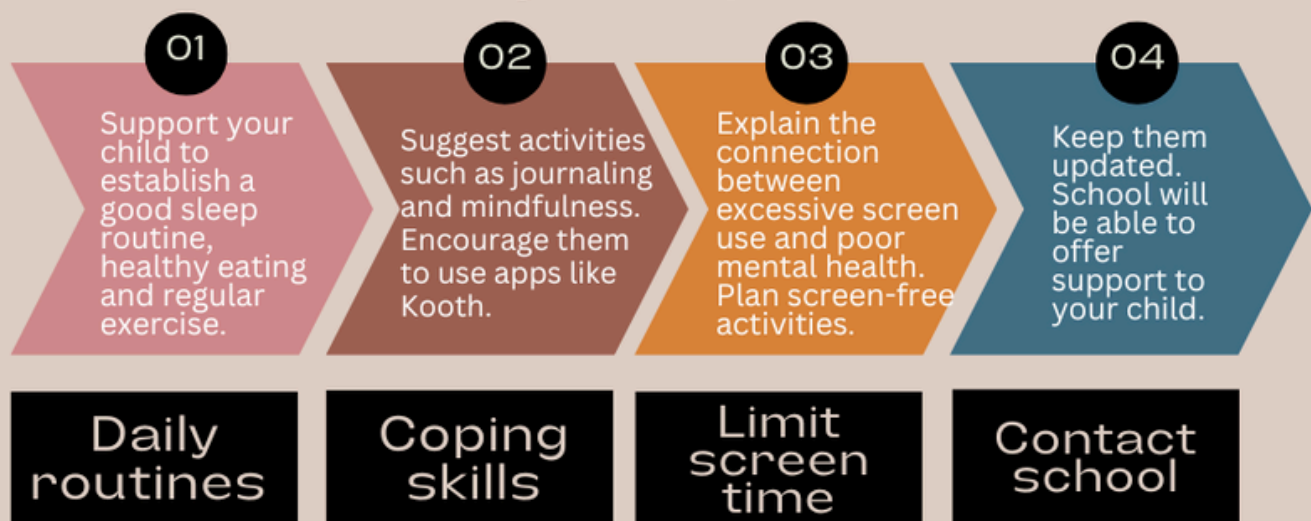 01
Support your
child to
establish a
good sleep
routine,
healthy eating
and regular
exercise.
Daily
routines
02
Suggest activities
such as journaling
and mindfulness.
Encourage them
to use apps like
Kooth.
Coping
skills
03
Explain the
connection
between
excessive screen
use and poor
mental health.
Plan screen-free
activities.
Limit
screen
time
04
Keep them
updated.
School will
be able to
offer
support to
your child.
Contact
school